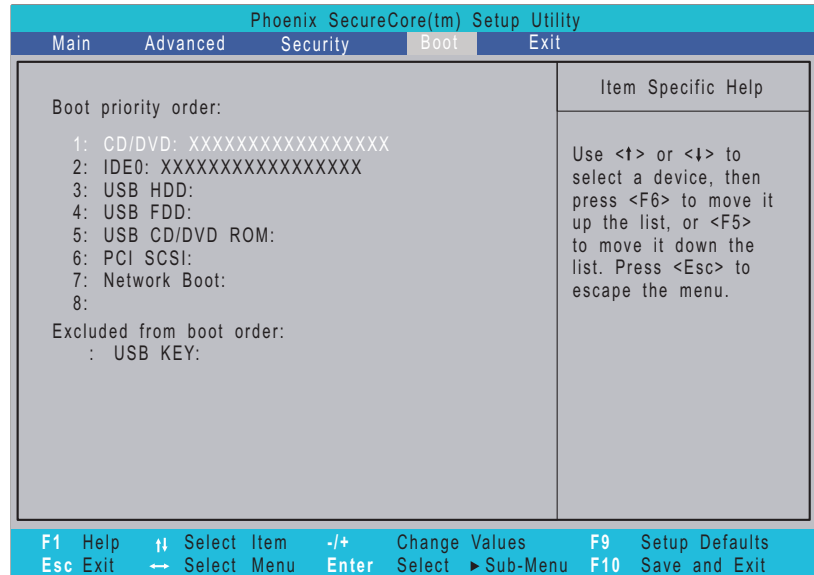 Phoenix SecureCore(tm) Setup Utility
Main Advanced Security Boot Exit
Item Specific Help
Boot priority order:
1: CD/DVD: XXXXXXXXXXXXXXXXXX
2: IDE0: XXXXXXXXXXXXXXXXXX
3: USB HDD:
4: USB FDD:
5: USB CD/DVD ROM:
6: PCI SCSI:
7: Network Boot:
8:
Excluded from boot order:
: USB KEY:
Use <↑> or <↓> to
select a device, then
press <F6> to move it
up the list, or <F5>
to move it down the
list. Press <Esc> to
escape the menu.
F1 Help ↑↓ Select Item -/+ Change Values F9 Setup Defaults
Esc Exit ↔ Select Menu Enter Select ►Sub-Menu F10 Save and Exit